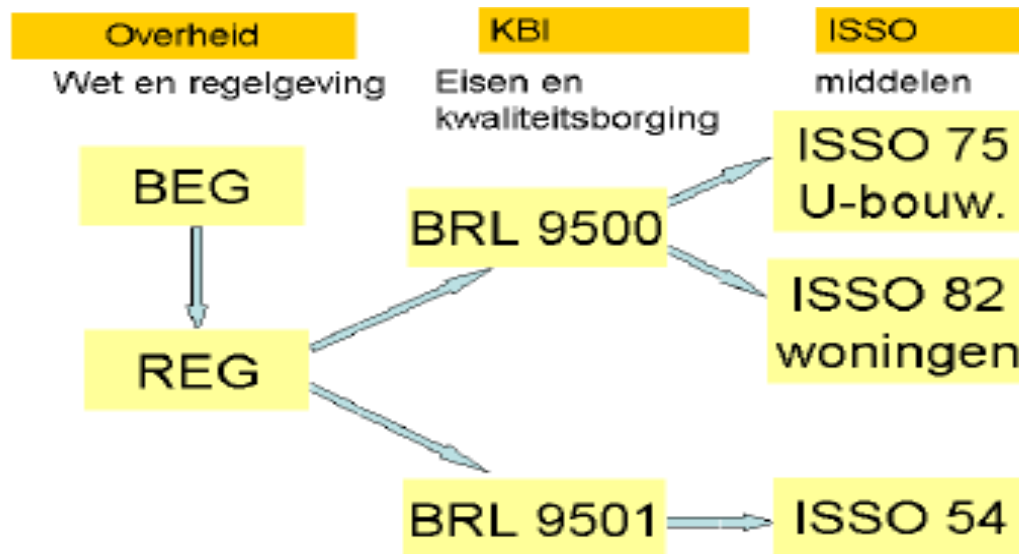 Overheid
Wet en regelgeving
BEG
REG
KBI
Eisen en
kwaliteitsborging
BRL 9500
BRL 9501
ISSO
middelen
ISSO 75
U-bouw.
ISSO 82
woningen
ISSO 54